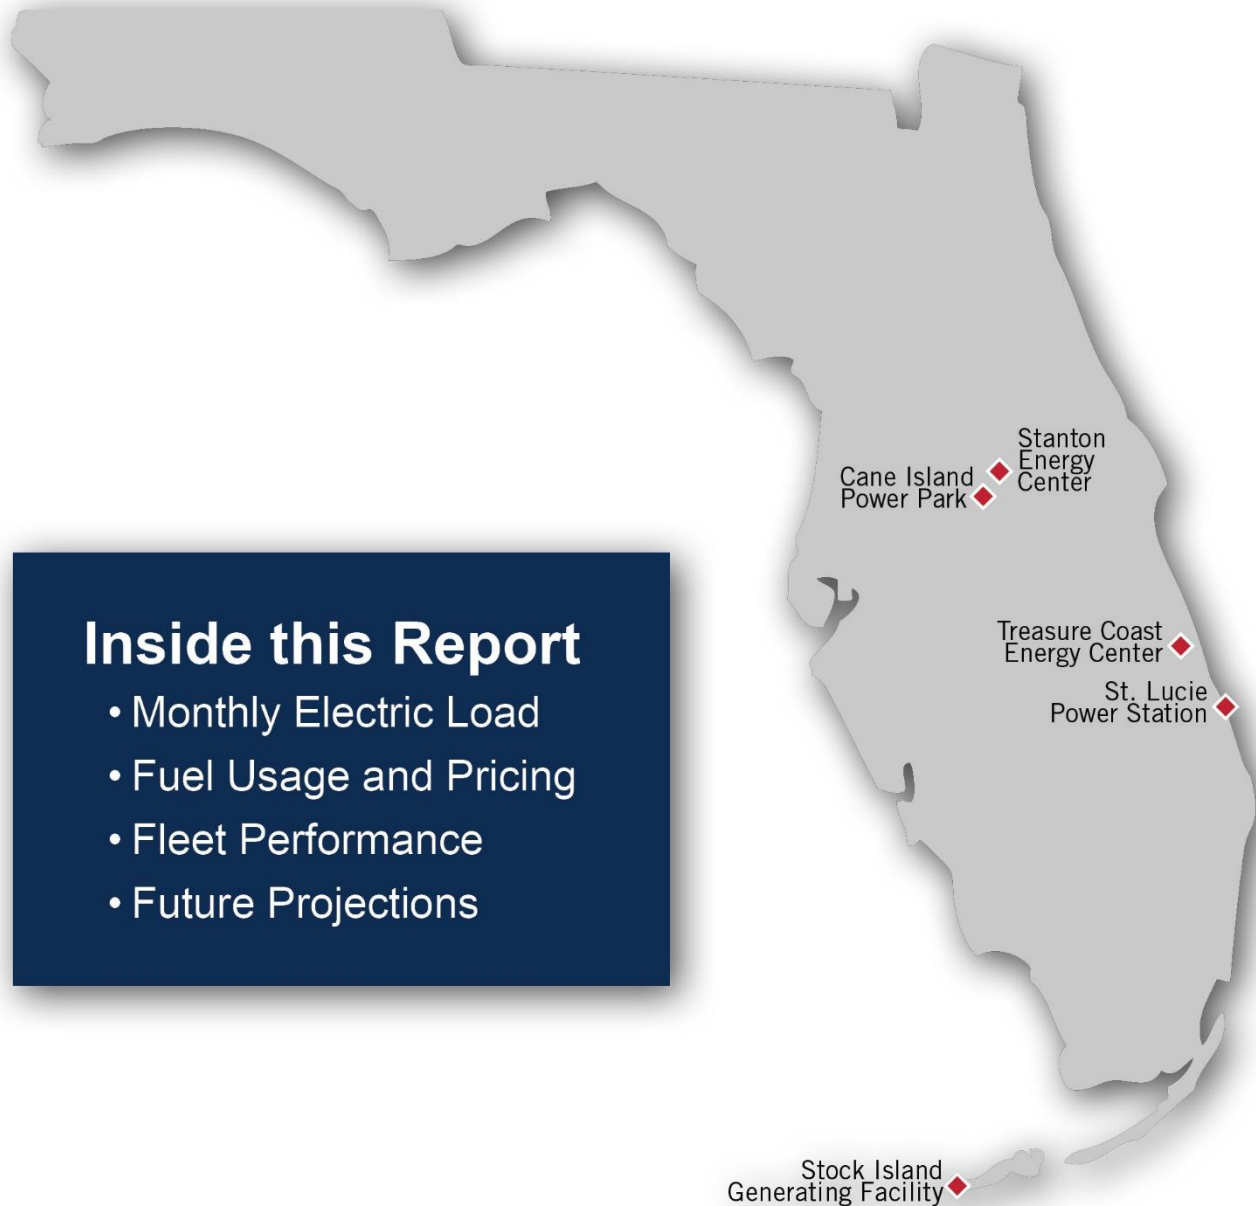 Stanton
Energy
Center
Cane Island
Power Park
Inside this Report
• Monthly Electric Load
• Fuel Usage and Pricing
• Fleet Performance
• Future Projections
Treasure Coast
Energy Center
St. Lucie
Power Station
Stock Island
Generating Facility